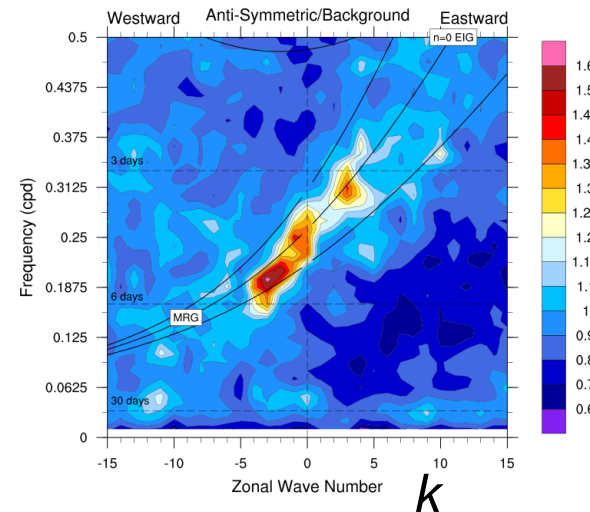 Westward Anti-Symmetric/Background Eastward
n=0 EIG
0.5
0.4375
0.375
3 days
0.3125
0.25
0.1875
6 days
MRG
0.125
0.0625
30 days
0
Frequency (cpd)
-15 -10 -5 0 5 10 15
Zonal Wave Number
k
1.6
1.5
1.4
1.3
1.2
1.1
1
0.9
0.8
0.7
0.6